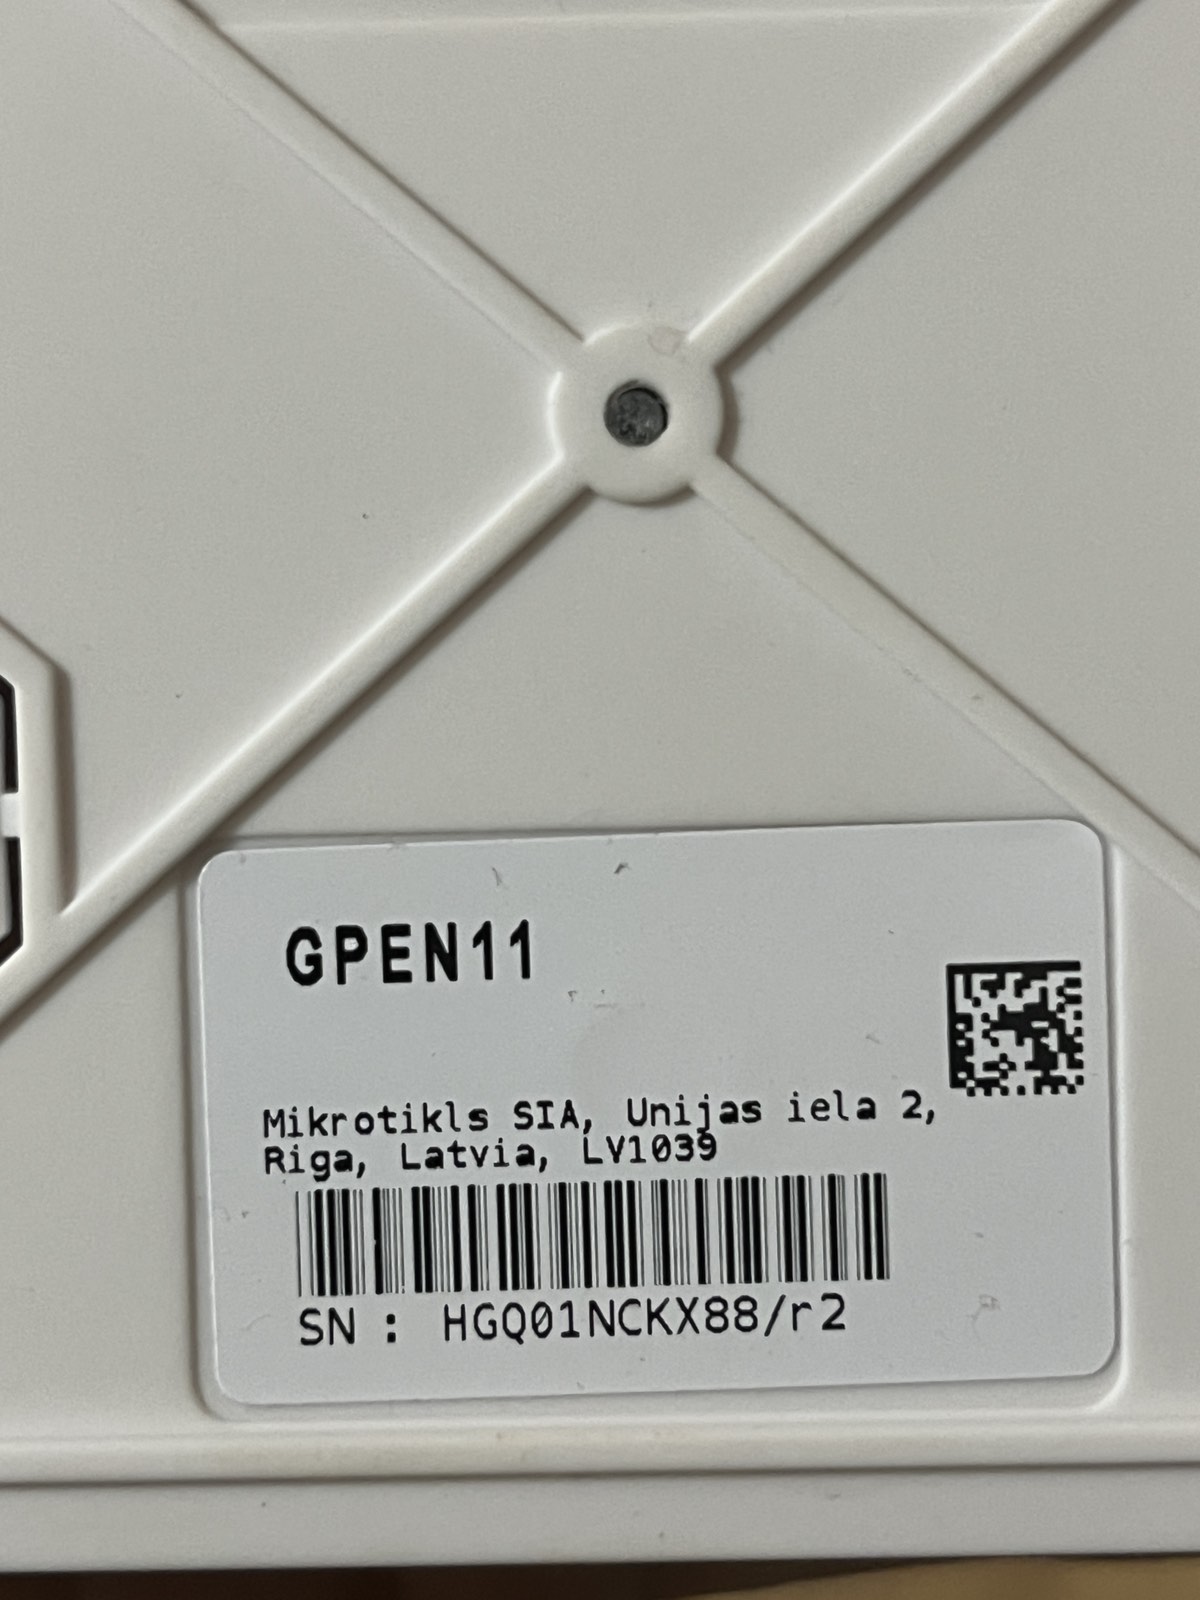 GPEN11
Mikrotikls SIA, Unijas iela 2,
Riga, Latvia, LV1039
SN : HGQ01NCKX88/r2